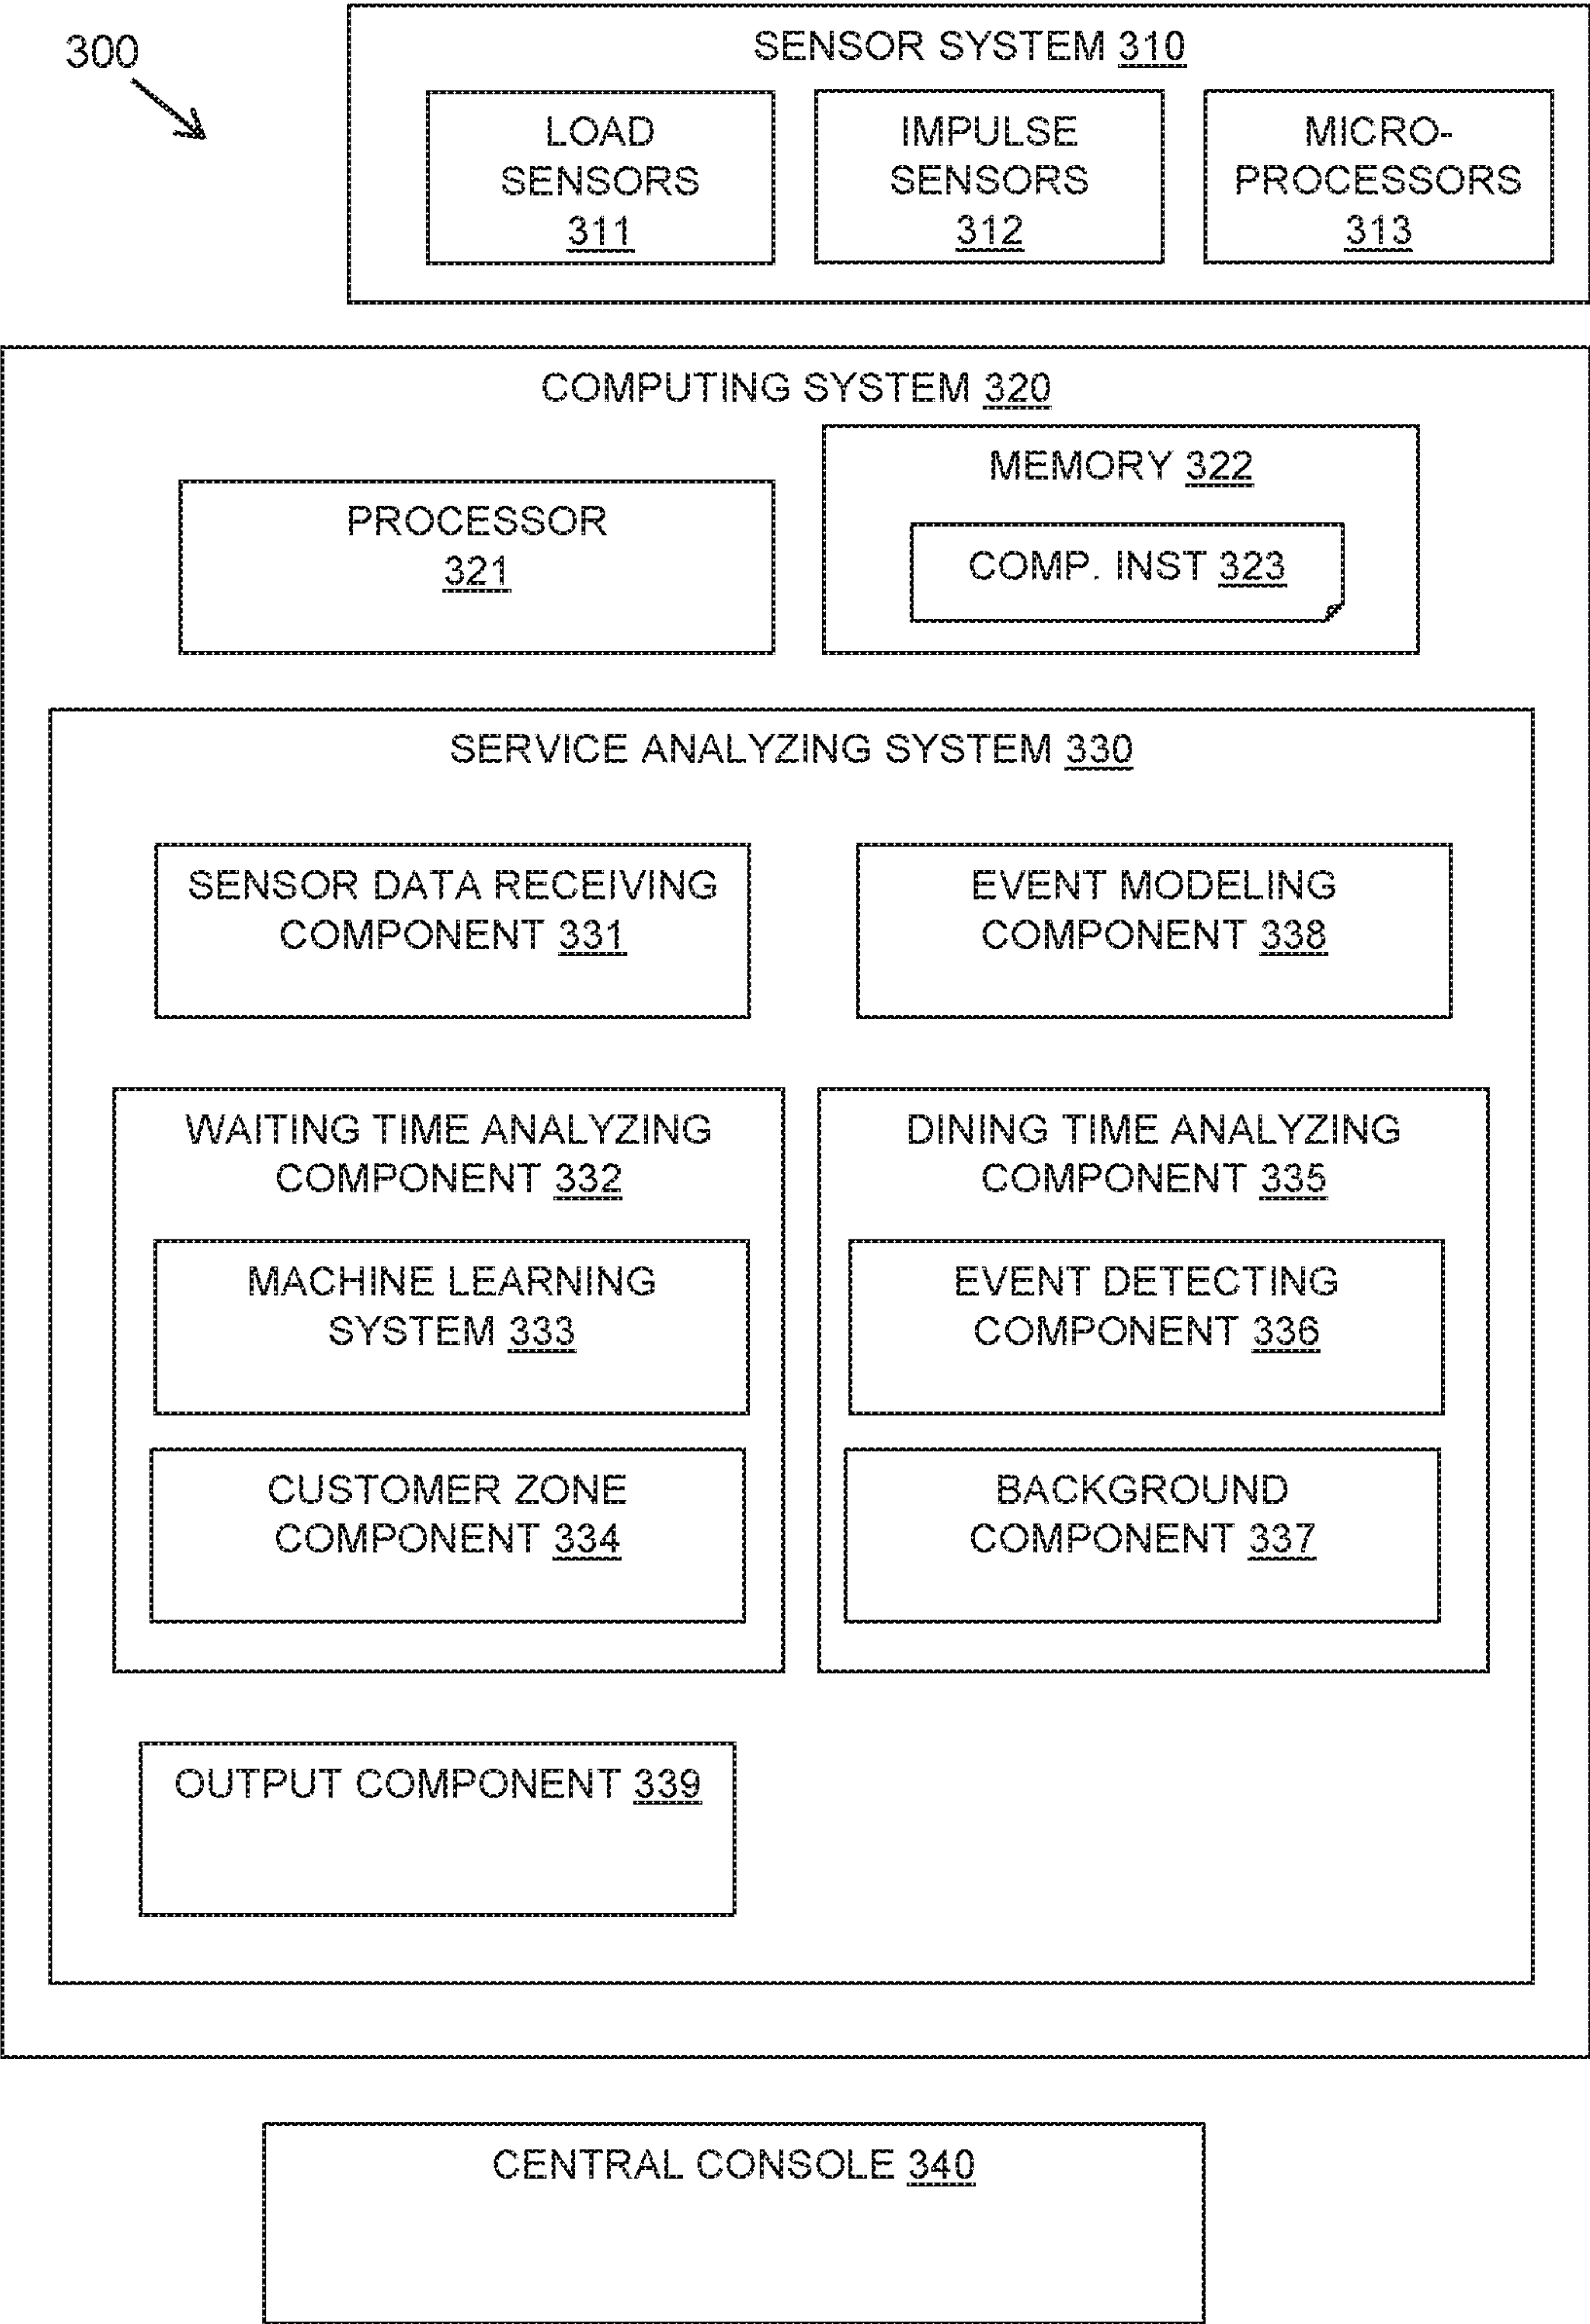 300
SENSOR SYSTEM 310
LOAD
SENSORS
311
IMPULSE
SENSORS
312
MICRO-
PROCESSORS
313
COMPUTING SYSTEM 320
PROCESSOR
321
MEMORY 322
COMP. INST 323
SERVICE ANALYZING SYSTEM 330
SENSOR DATA RECEIVING
COMPONENT 331
EVENT MODELING
COMPONENT 338
WAITING TIME ANALYZING
COMPONENT 332
MACHINE LEARNING
SYSTEM 333
CUSTOMER ZONE
COMPONENT 334
DINING TIME ANALYZING
COMPONENT 335
EVENT DETECTING
COMPONENT 336
BACKGROUND
COMPONENT 337
OUTPUT COMPONENT 339
CENTRAL CONSOLE 340